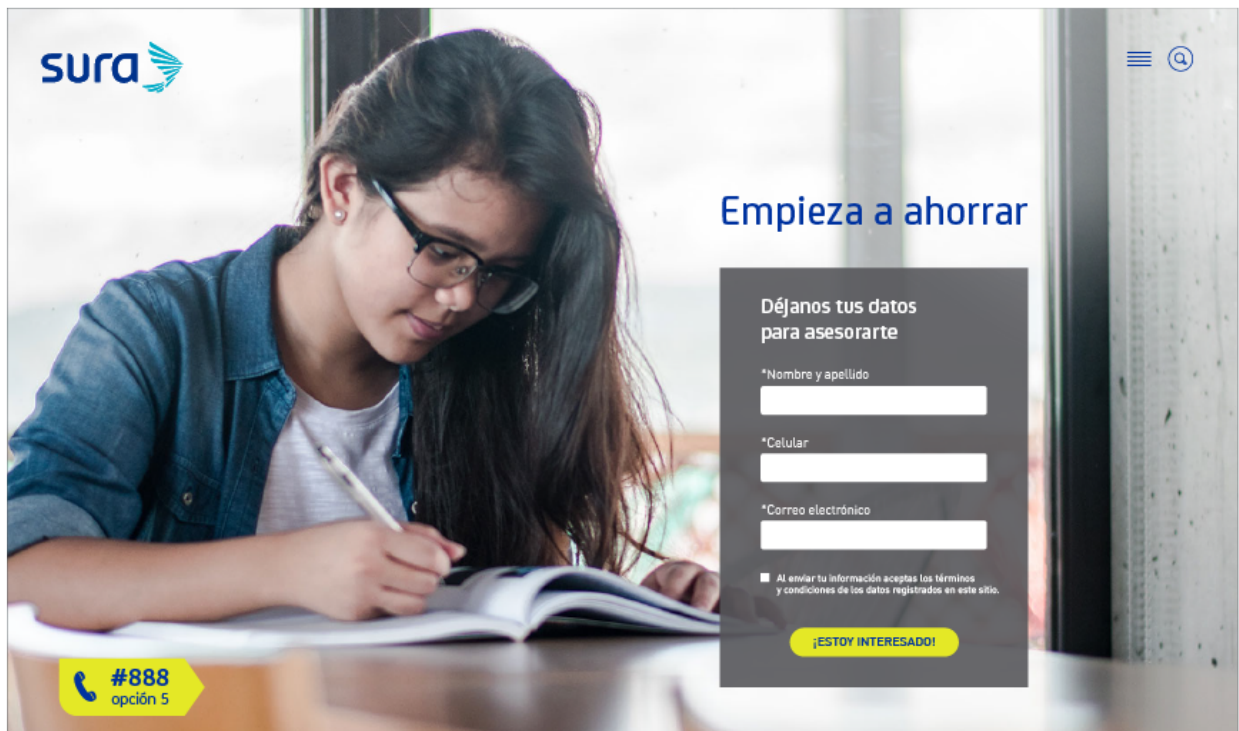 sura
Empieza a ahorrar
Déjanos tus datos
para asesorarte
*Nombre y apellido
*Celular
*Correo electrónico
Al enviar tu información aceptas los términos
y condiciones de los datos registrados en este sitio.
¡ESTOY INTERESADO!
#888
opción 5